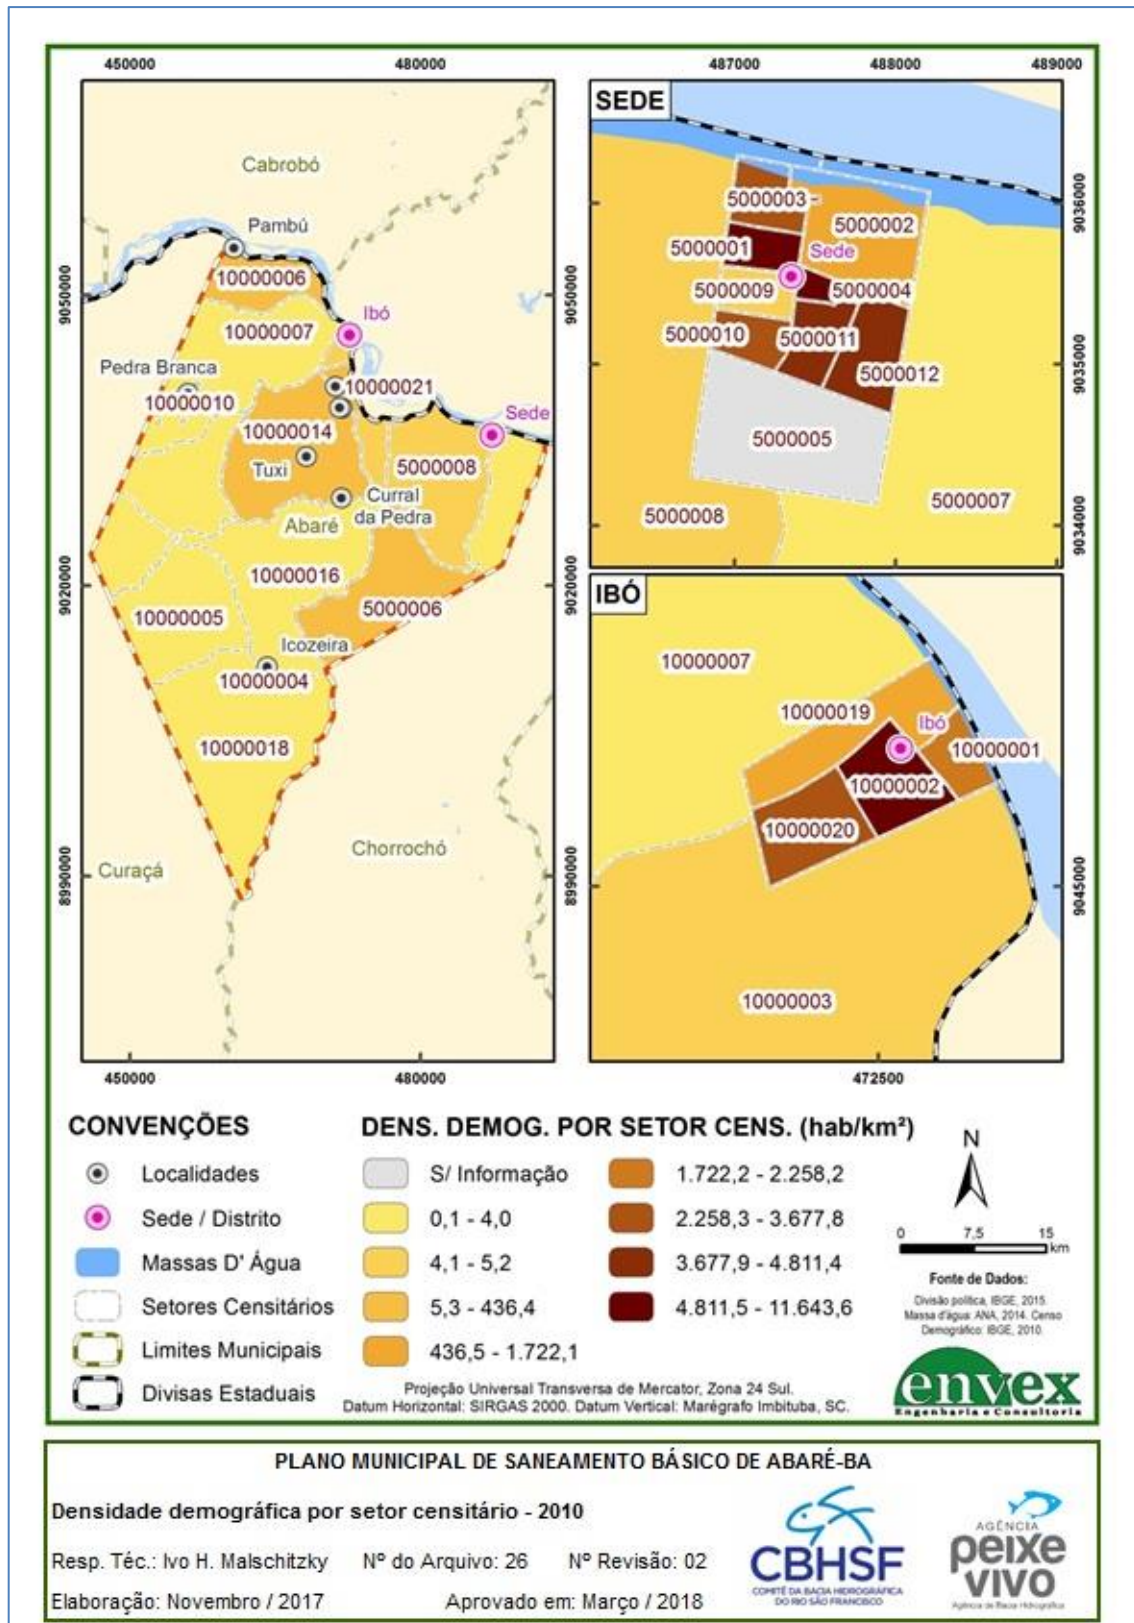 450000
480000
487000
488000
489000
SEDE
Cabrobó
Pambú
10000006
9050000
Ibó
10000007
Pedra Branca
10000010
10000021
Sede
10000014
5000008
Tuxi
Curral
da Pedra
Abaré
10000016
9020000
5000006
10000005
Icozeira
10000004
10000018
Chorrochó
Curaçá
8990000
450000
480000
5000003
5000002
9036000
5000001
Sede
5000009
5000004
5000010
5000011
9035000
5000012
5000005
5000007
5000008
9034000
IBÓ
10000007
10000019
Ibó
10000001
10000002
10000020
9045000
10000003
472500
CONVENÇÕES
Localidades
Sede / Distrito
Massas D' Água
Setores Censitários
Limites Municipais
Divisas Estaduais
DENS. DEMOG. POR SETOR CENS. (hab/km²)
S/ Informação
0,1 - 4,0
4,1 - 5,2
5,3 - 436,4
436,5 - 1.722,1
1.722,2 - 2.258,2
2.258,3 - 3.677,8
3.677,9 - 4.811,4
4.811,5 - 11.643,6
Projeção Universal Transversa de Mercator, Zona 24 Sul.
Datum Horizontal: SIRGAS 2000. Datum Vertical: Marégrafo Imbituba, SC.
N
0 7,5 15
km
Fonte de Dados:
Divisão política, IBGE, 2015.
Massa d'água: ANA, 2014. Censo
Demográfico: IBGE, 2010.
envex
Engenharia e Consultoria
PLANO MUNICIPAL DE SANEAMENTO BÁSICO DE ABARÉ-BA
Densidade demográfica por setor censitário - 2010
Resp. Téc.: Ivo H. Malschitzky Nº do Arquivo: 26 Nº Revisão: 02
Elaboração: Novembro / 2017 Aprovado em: Março / 2018
CBHSF
COMITÊ DA BACIA HIDROGRÁFICA
DO RIO SÃO FRANCISCO
AGÊNCIA
peixe
vivo
Agência de Bacia Hidrográfica